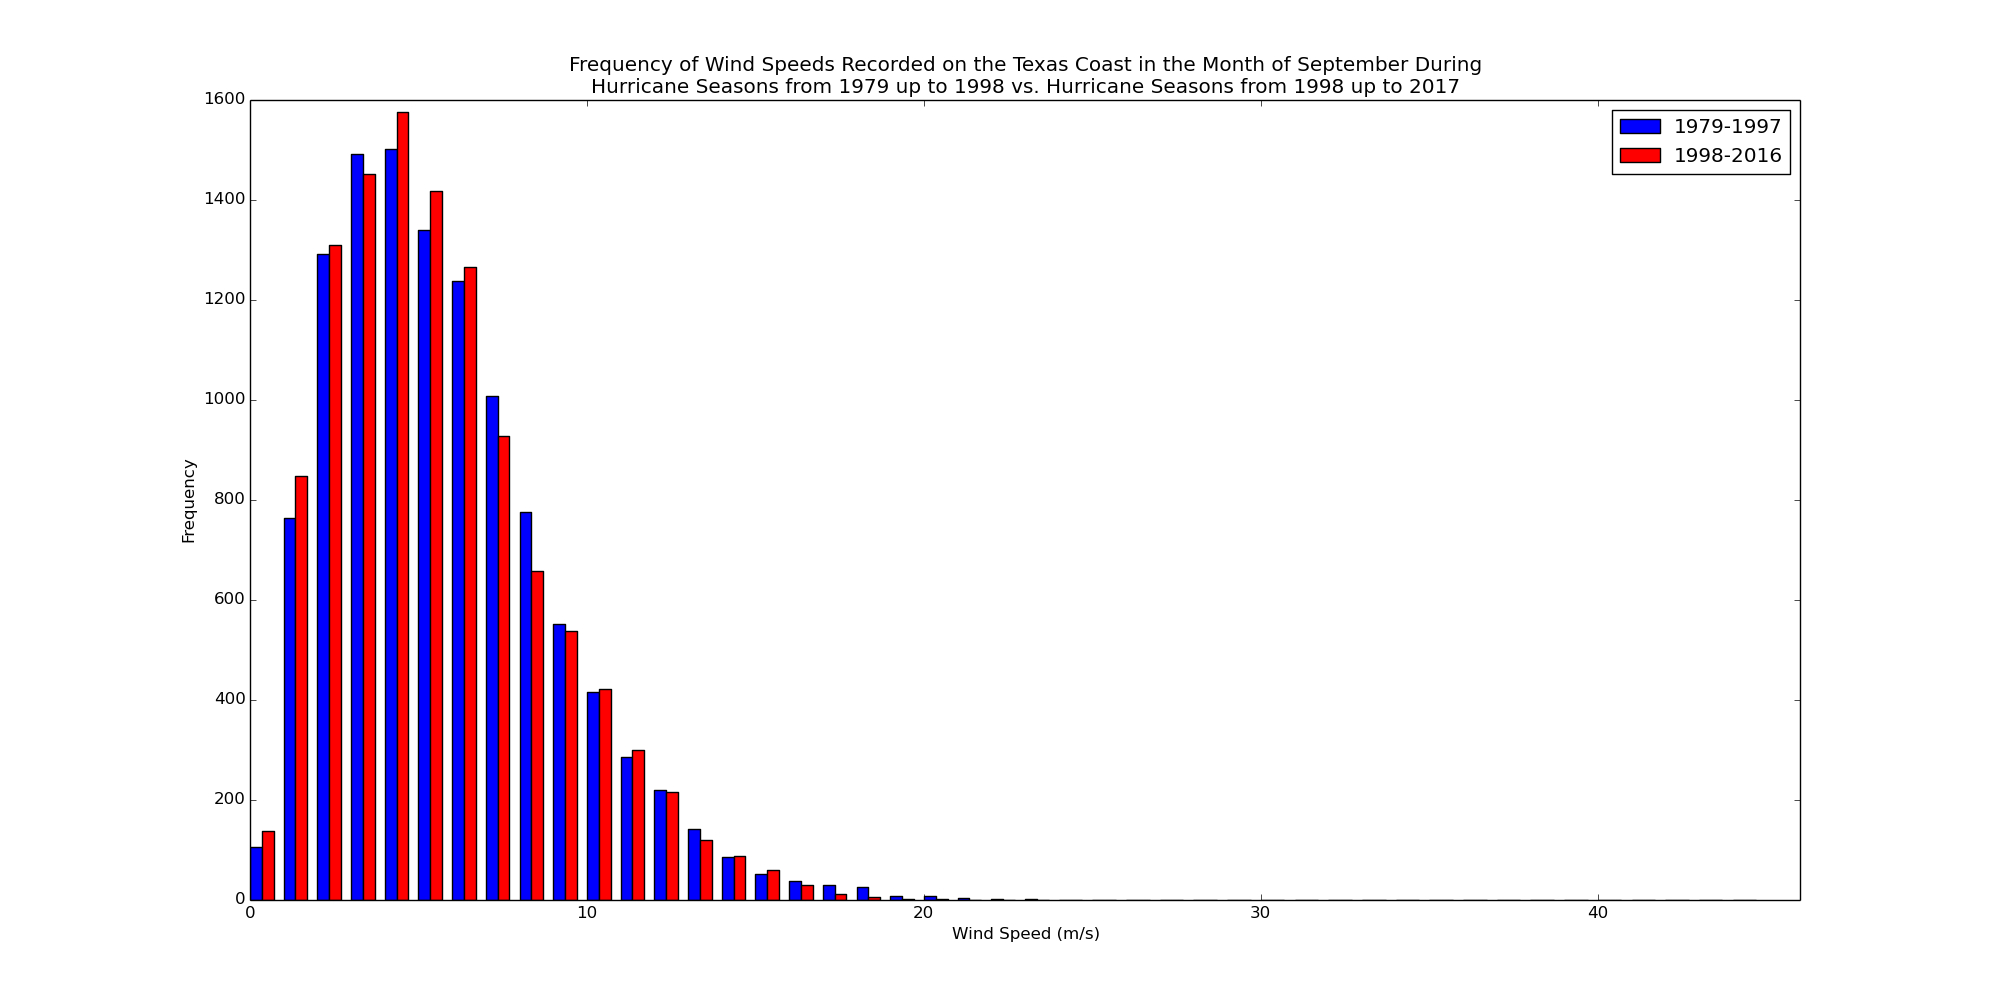 Frequency of Wind Speeds Recorded on the Texas Coast in the Month of September During
Hurricane Seasons from 1979 up to 1998 vs. Hurricane Seasons from 1998 up to 2017
1979-1997
1998-2016
1600
1400
1200
1000
800
600
400
200
0
Frequency
0 10 20 30 40
Wind Speed (m/s)